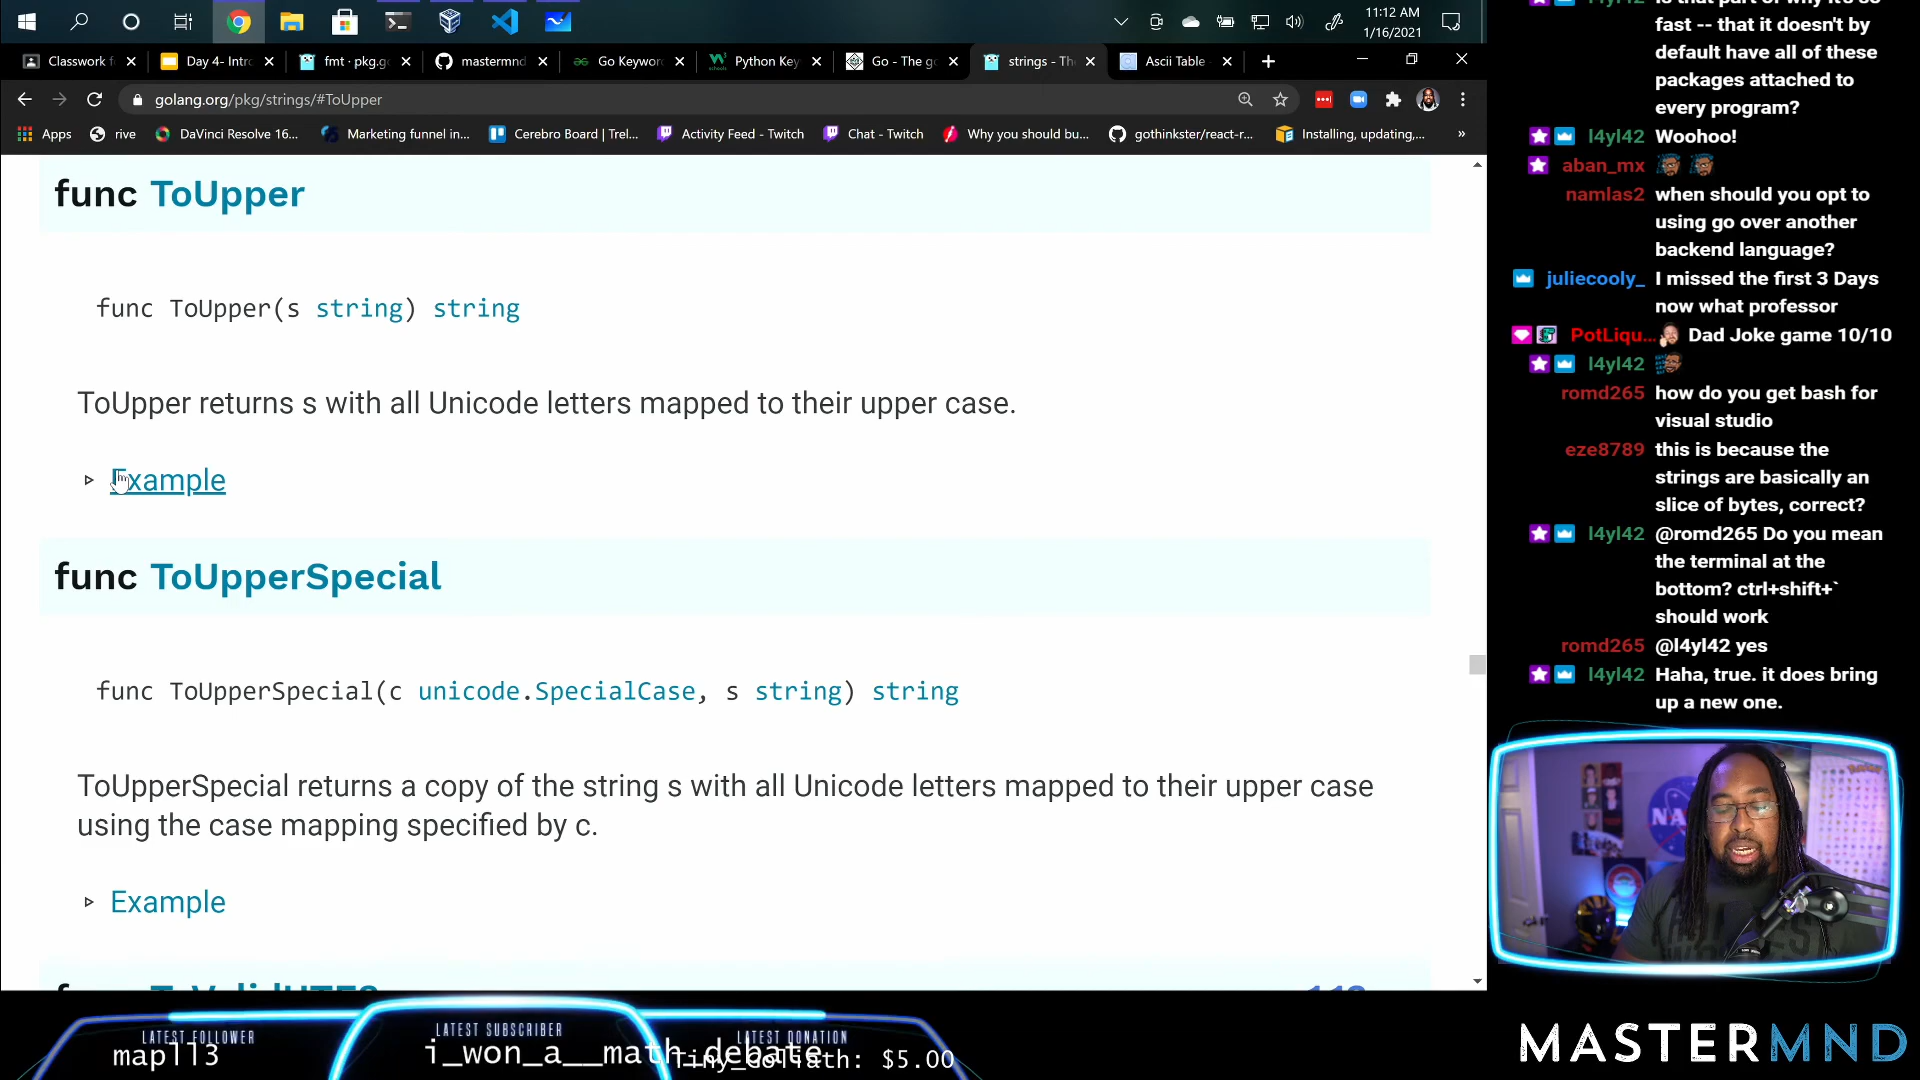 11:12 AM
1/16/2021
Classwork f
Day 4- Intro
fmt · pkg.go
mastermnd
Go Keywor
Python Key
Go - The go
strings - The
Ascii Table -
golang.org/pkg/strings/#ToUpper
Apps
rive
DaVinci Resolve 16...
Marketing funnel in...
Cerebro Board | Trel...
Activity Feed - Twitch
Chat - Twitch
Why you should bu...
gothinkster/react-r...
Installing, updating,...
»
func ToUpper
func ToUpper(s string) string
ToUpper returns s with all Unicode letters mapped to their upper case.
Example
func ToUpperSpecial
func ToUpperSpecial(c unicode.SpecialCase, s string) string
ToUpperSpecial returns a copy of the string s with all Unicode letters mapped to their upper case
using the case mapping specified by c.
Example
fast -- that it doesn't by
default have all of these
packages attached to
every program?
l4yl42 Woohoo!
aban_mx
namlas2 when should you opt to
using go over another
backend language?
juliecooly_ I missed the first 3 Days
now what professor
PotLiqu... Dad Joke game 10/10
l4yl42
romd265 how do you get bash for
visual studio
eze8789 this is because the
strings are basically an
slice of bytes, correct?
l4yl42 @romd265 Do you mean
the terminal at the
bottom? ctrl+shift+`
should work
romd265 @l4yl42 yes
l4yl42 Haha, true. it does bring
up a new one.
NASA
LATEST FOLLOWER
mapll3
LATEST SUBSCRIBER
i_won_a__math_debate
LATEST DONATION
Tiny_Goliath: $5.00
MASTERMND